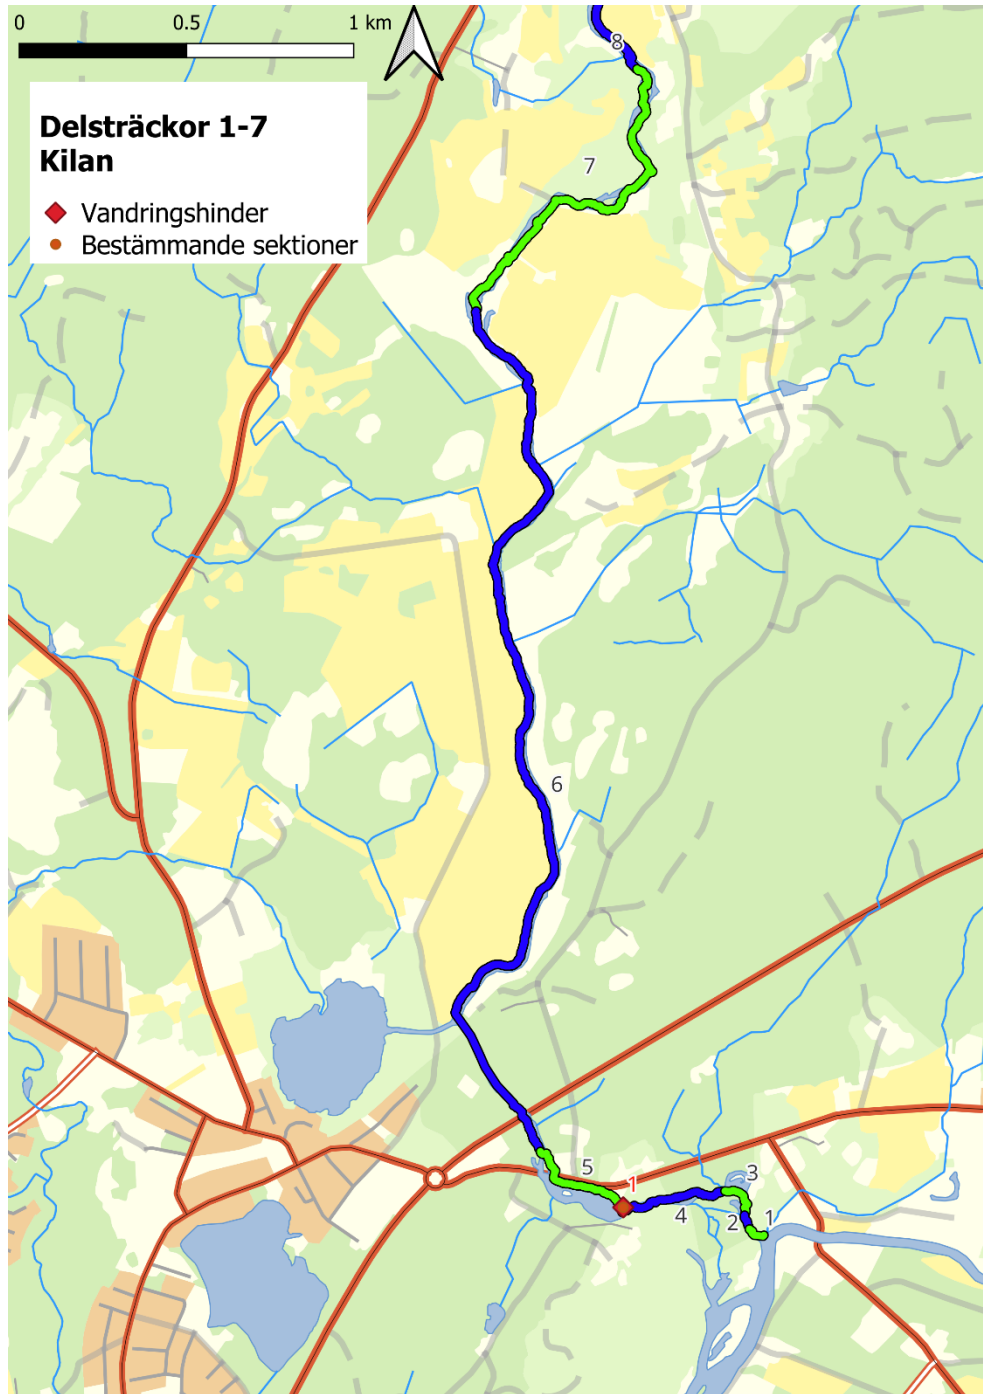 0 0.5 1 km
Delsträckor 1-7
Kilan
Vandringshinder
Bestämmande sektioner
8
7
6
5
1
4
3
2
1